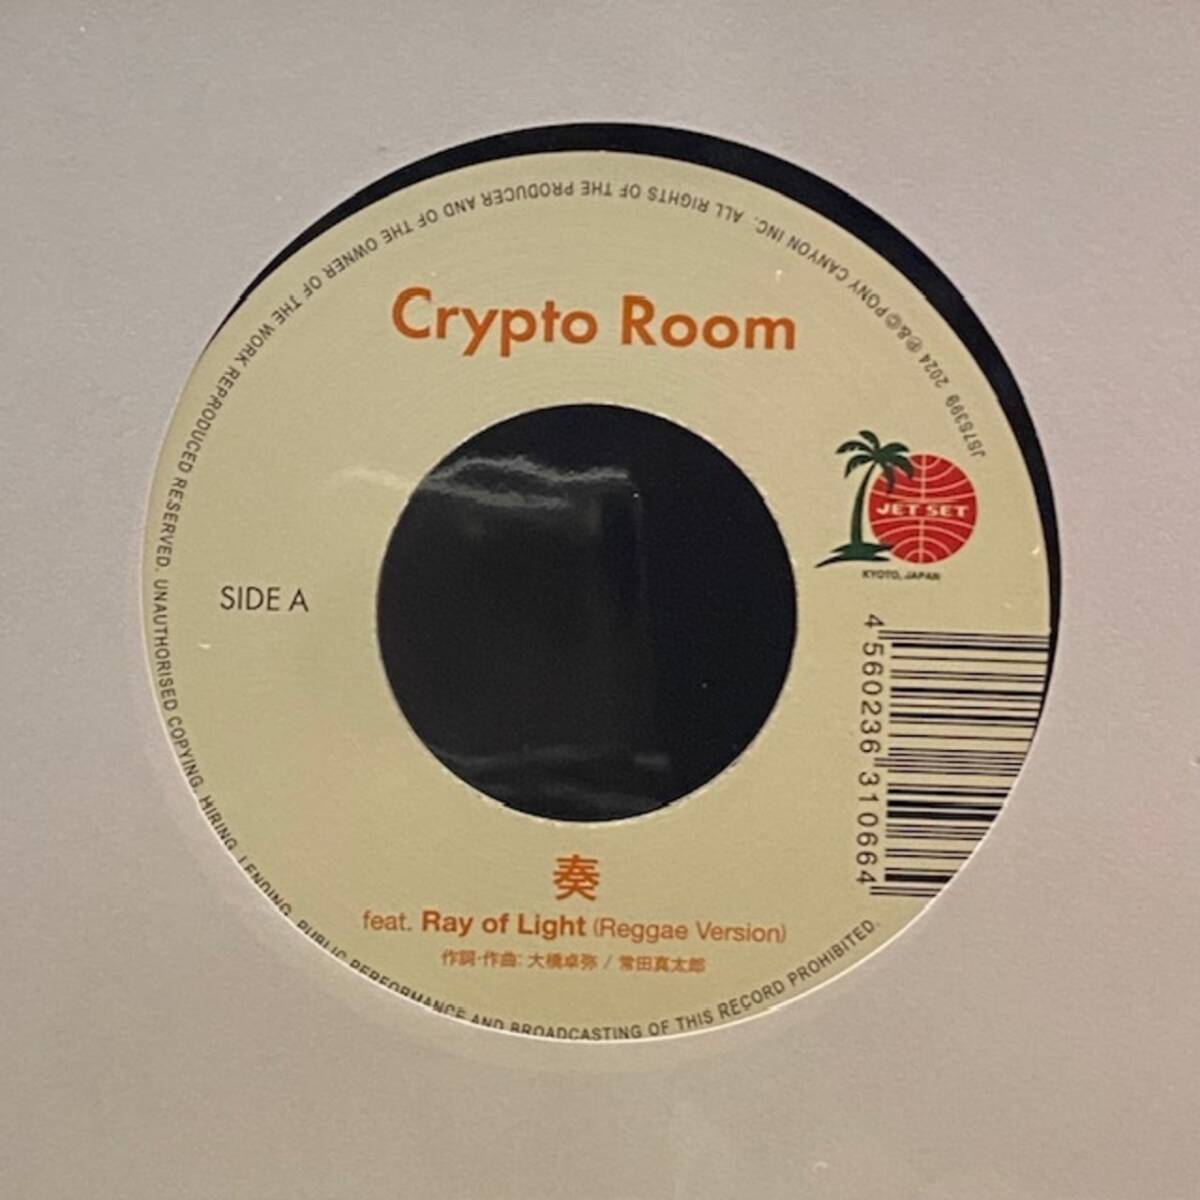 Crypto Room
JET SET
KYOTO, JAPAN
SIDE A
4 560236 310664
奏
feat. Ray of Light (Reggae Version)
作詞・作曲: 大橋卓弥 / 常田真太郎
JS7S399 2024 Ⓟ&Ⓒ PONY CANYON INC. ALL RIGHTS OF THE PRODUCER AND OF THE OWNER OF THE WORK REPRODUCED RESERVED. UNAUTHORISED COPYING, HIRING, LENDING, PUBLIC PERFORMANCE AND BROADCASTING OF THIS RECORD PROHIBITED.